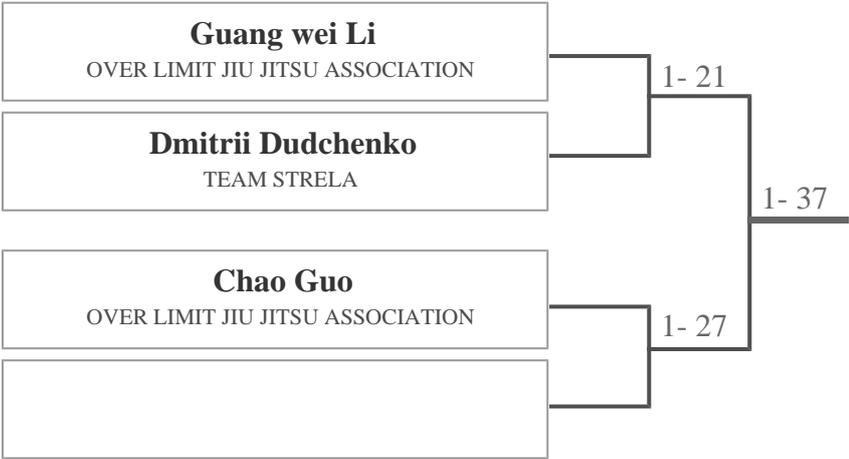 Guang wei Li
OVER LIMIT JIU JITSU ASSOCIATION
1- 21
Dmitrii Dudchenko
TEAM STRELA
1- 37
Chao Guo
OVER LIMIT JIU JITSU ASSOCIATION
1- 27